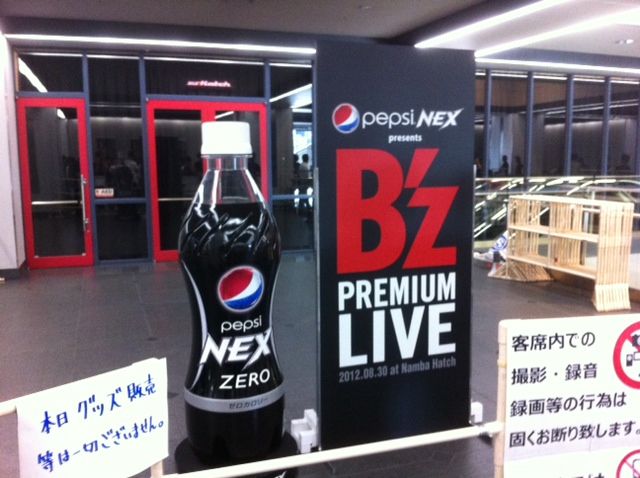 zepp Hatch
pepsi NEX
presents
B'z
PREMIUM
LIVE
2012.08.30 at Namba Hatch
pepsi
NEX
ZERO
ゼロカロリー
本日グッズ販売
等は一切ございません。
客席内での
撮影・録音
録画等の行為は
固くお断り致します。